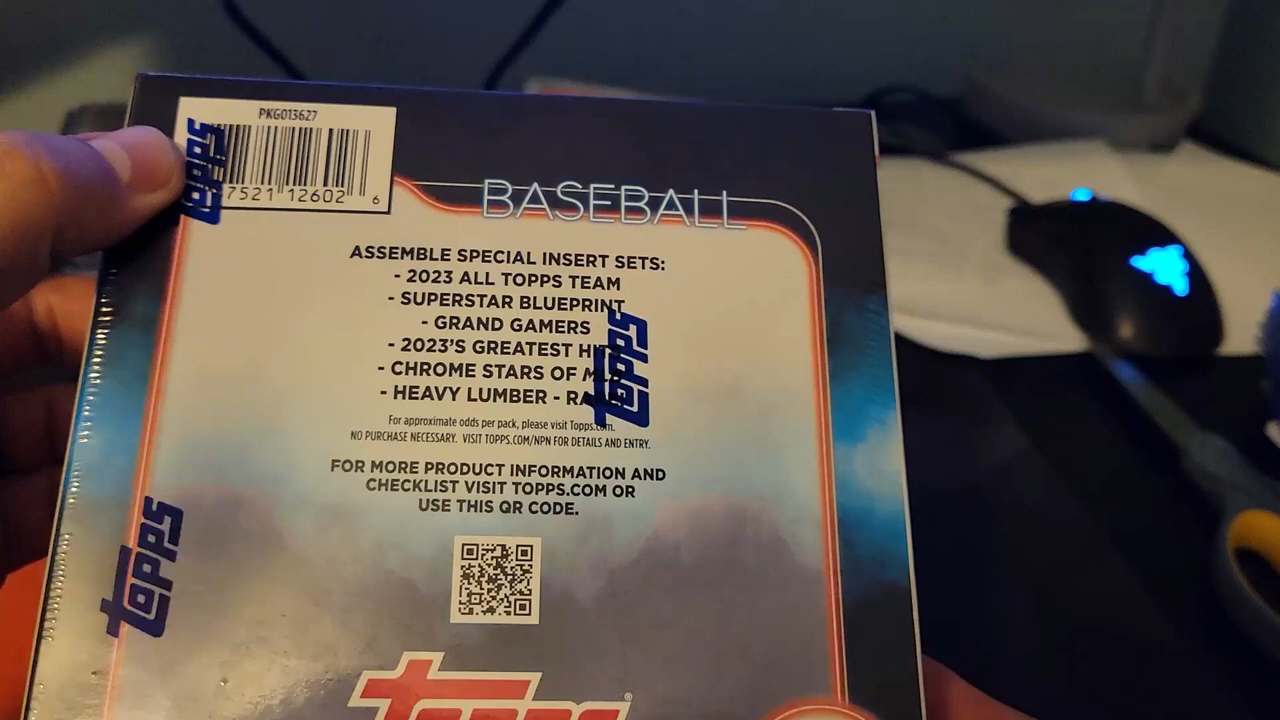 PKG013627
7521 12602 6
BASEBALL
ASSEMBLE SPECIAL INSERT SETS:
- 2023 ALL TOPPS TEAM
- SUPERSTAR BLUEPRINT
- GRAND GAMERS
- 2023'S GREATEST HITS
- CHROME STARS OF MLB
- HEAVY LUMBER -
For approximate odds per pack, please visit Topps.com.
NO PURCHASE NECESSARY. VISIT TOPPS.COM/NPN FOR DETAILS AND ENTRY.
FOR MORE PRODUCT INFORMATION AND
CHECKLIST VISIT TOPPS.COM OR
USE THIS QR CODE.
topps
topps
topps
Topps®